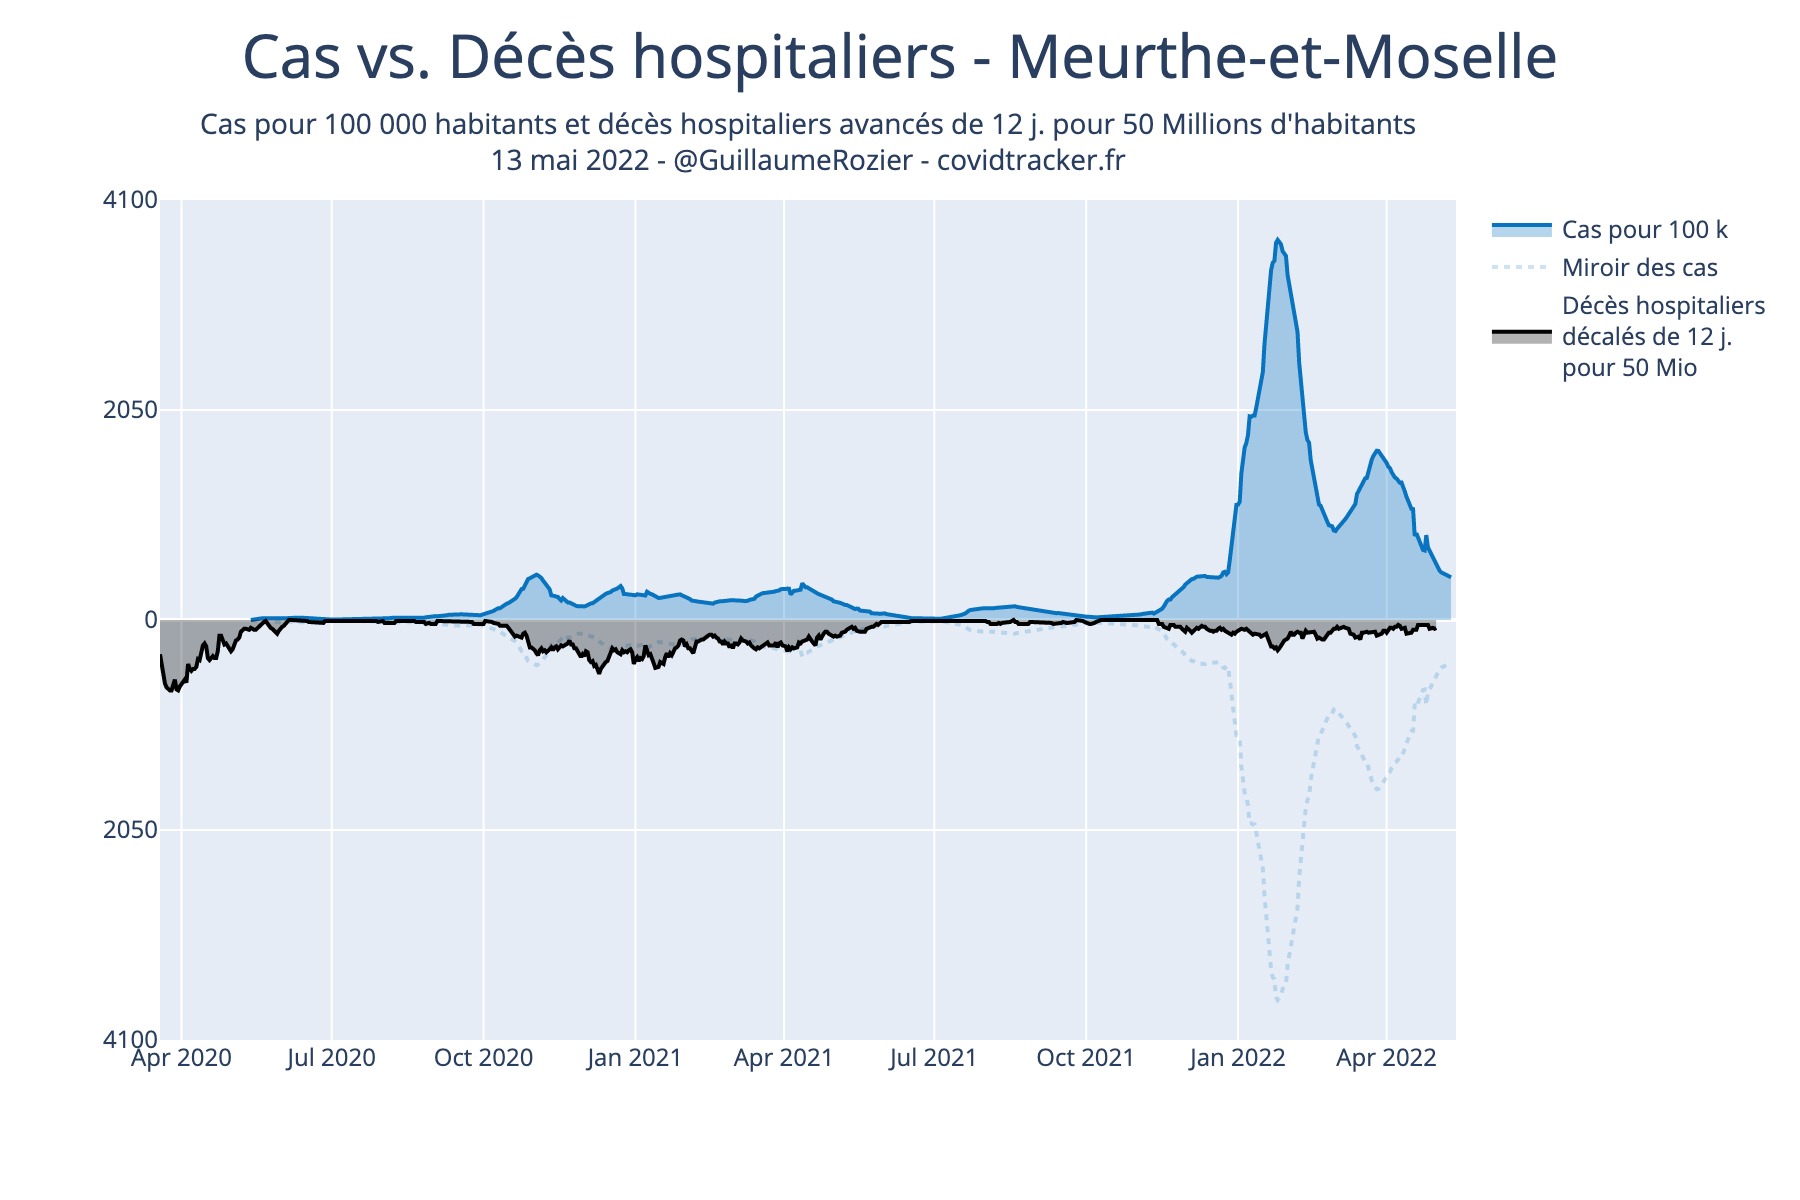 Cas vs. Décès hospitaliers - Meurthe-et-Moselle
Cas pour 100 000 habitants et décès hospitaliers avancés de 12 j. pour 50 Millions d'habitants
13 mai 2022 - @GuillaumeRozier - covidtracker.fr
4100
2050
0
2050
4100
Apr 2020
Jul 2020
Oct 2020
Jan 2021
Apr 2021
Jul 2021
Oct 2021
Jan 2022
Apr 2022
Cas pour 100 k
Miroir des cas
Décès hospitaliers
décalés de 12 j.
pour 50 Mio